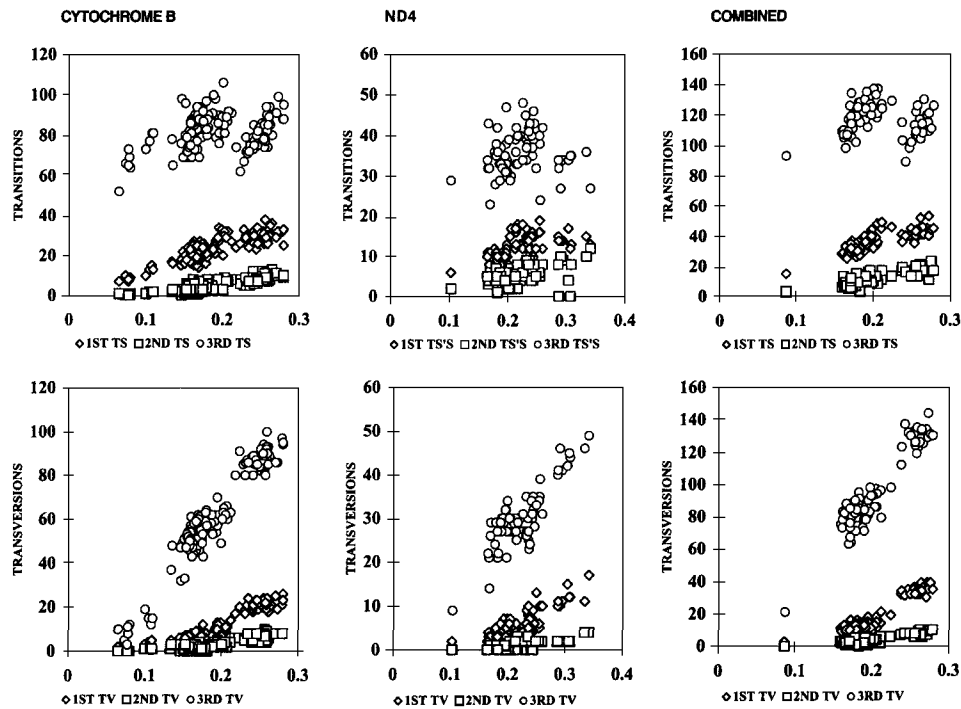 CYTOCHROME B
ND4
COMBINED
TRANSITIONS
120
100
80
60
40
20
0
0 0.1 0.2 0.3
◇1ST TS □2ND TS ○3RD TS
TRANSITIONS
60
50
40
30
20
10
0
0 0.1 0.2 0.3 0.4
◇1ST TS'S □2ND TS'S ○3RD TS'S
TRANSITIONS
160
140
120
100
80
60
40
20
0
0 0.1 0.2 0.3
◇1ST TS □2ND TS ○3RD TS
TRANSVERSIONS
120
100
80
60
40
20
0
0 0.1 0.2 0.3
◇1ST TV □2ND TV ○3RD TV
TRANSVERSIONS
60
50
40
30
20
10
0
0 0.1 0.2 0.3 0.4
◇1ST TV □2ND TV ○3RD TV
TRANSVERSIONS
160
140
120
100
80
60
40
20
0
0 0.1 0.2 0.3
◇1ST TV □2ND TV ○3RD TV